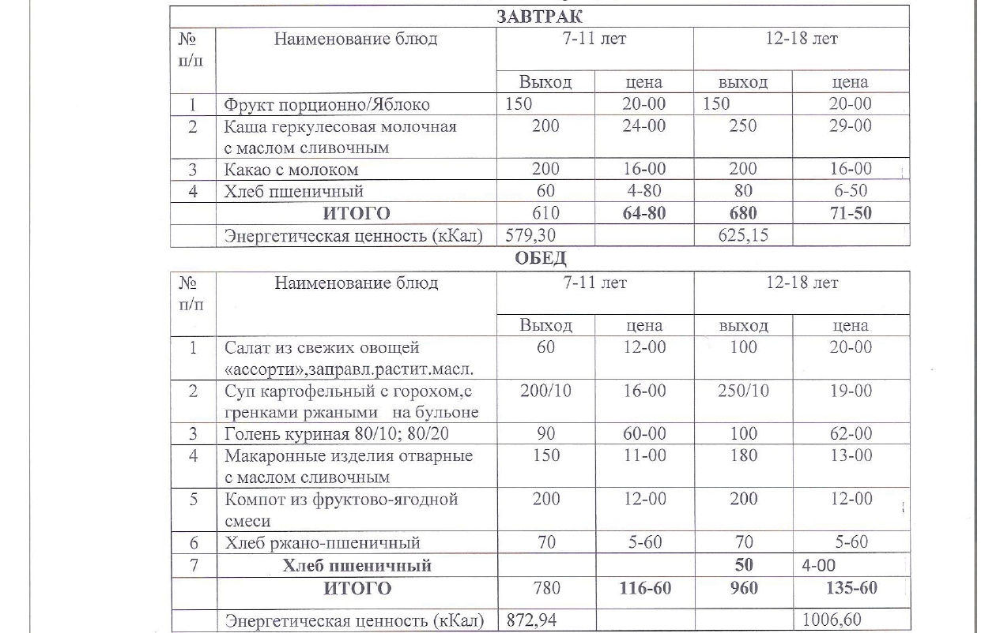 ЗАВТРАК
№ Наименование блюд 7-11 лет 12-18 лет
п/п
Выход цена выход цена
1 Фрукт порционно/Яблоко 150 20-00 150 20-00
2 Каша геркулесовая молочная 200 24-00 250 29-00
с маслом сливочным
3 Какао с молоком 200 16-00 200 16-00
4 Хлеб пшеничный 60 4-80 80 6-50
ИТОГО 610 64-80 680 71-50
Энергетическая ценность (кКал) 579,30 625,15
ОБЕД
№ Наименование блюд 7-11 лет 12-18 лет
п/п
Выход цена выход цена
1 Салат из свежих овощей 60 12-00 100 20-00
«ассорти»,заправл.растит.масл.
2 Суп картофельный с горохом,с 200/10 16-00 250/10 19-00
гренками ржаными на бульоне
3 Голень куриная 80/10; 80/20 90 60-00 100 62-00
4 Макаронные изделия отварные 150 11-00 180 13-00
с маслом сливочным
5 Компот из фруктово-ягодной 200 12-00 200 12-00
смеси
6 Хлеб ржано-пшеничный 70 5-60 70 5-60
7 Хлеб пшеничный 50 4-00
ИТОГО 780 116-60 960 135-60
Энергетическая ценность (кКал) 872,94 1006,60